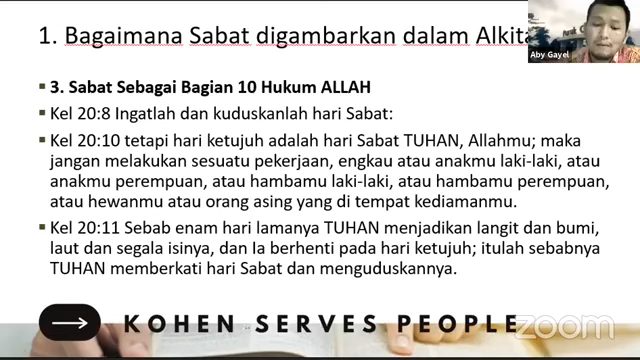 1. Bagaimana Sabat digambarkan dalam Alkita
Aby Gayel
3. Sabat Sebagai Bagian 10 Hukum ALLAH
Kel 20:8 Ingatlah dan kuduskanlah hari Sabat:
Kel 20:10 tetapi hari ketujuh adalah hari Sabat TUHAN, Allahmu; maka
jangan melakukan sesuatu pekerjaan, engkau atau anakmu laki-laki, atau
anakmu perempuan, atau hambamu laki-laki, atau hambamu perempuan,
atau hewanmu atau orang asing yang di tempat kediamanmu.
Kel 20:11 Sebab enam hari lamanya TUHAN menjadikan langit dan bumi,
laut dan segala isinya, dan Ia berhenti pada hari ketujuh; itulah sebabnya
TUHAN memberkati hari Sabat dan menguduskannya.
KOHEN SERVES PEOPLE
zoom